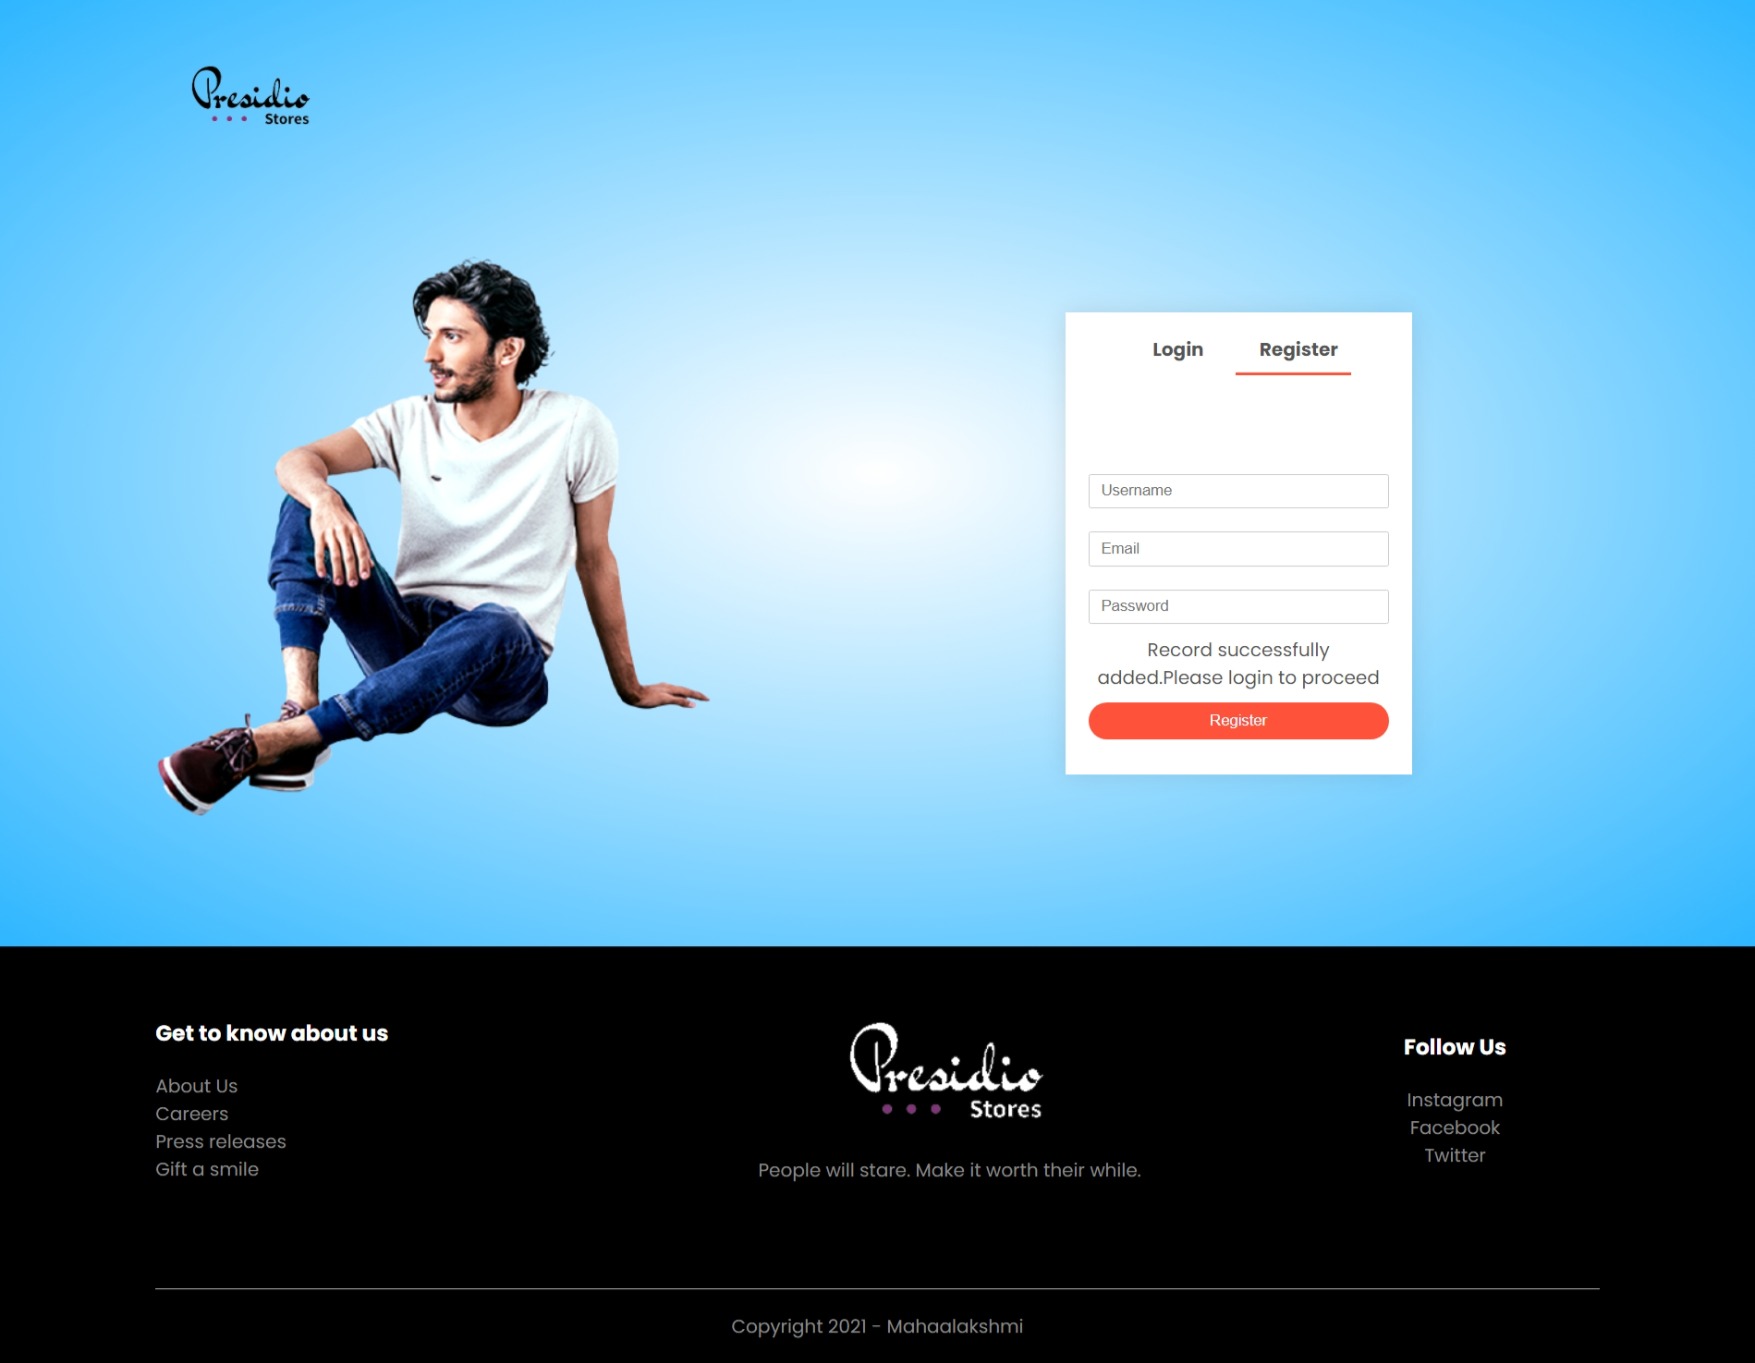 Presidio
Stores
Login
Register
Username
Email
Password
Record successfully
added.Please login to proceed
Register
Get to know about us
About Us
Careers
Press releases
Gift a smile
Presidio
Stores
People will stare. Make it worth their while.
Follow Us
Instagram
Facebook
Twitter
Copyright 2021 - Mahaalakshmi